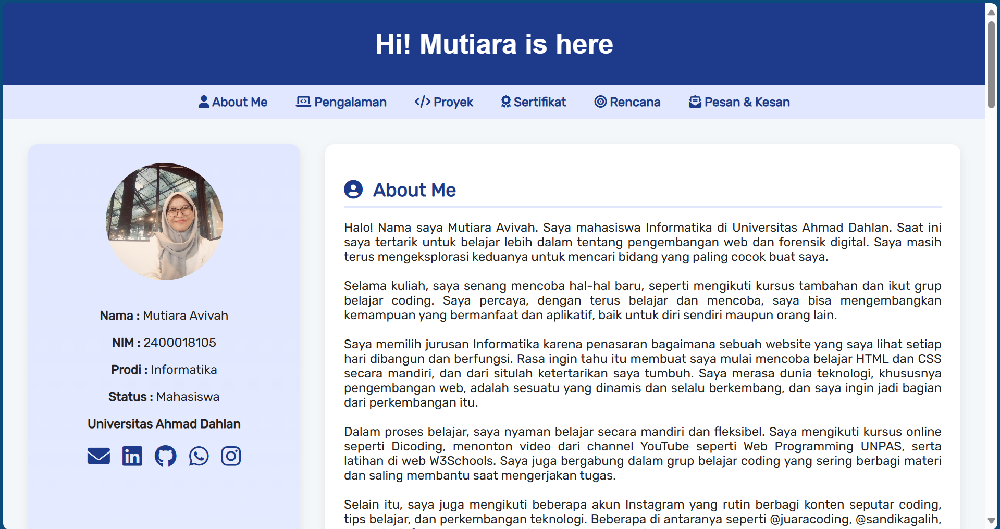 Hi! Mutiara is here
About Me
Pengalaman
Proyek
Sertifikat
Rencana
Pesan & Kesan
Nama : Mutiara Avivah
NIM : 2400018105
Prodi : Informatika
Status : Mahasiswa
Universitas Ahmad Dahlan
About Me
Halo! Nama saya Mutiara Avivah. Saya mahasiswa Informatika di Universitas Ahmad Dahlan. Saat ini
saya tertarik untuk belajar lebih dalam tentang pengembangan web dan forensik digital. Saya masih
terus mengeksplorasi keduanya untuk mencari bidang yang paling cocok buat saya.
Selama kuliah, saya senang mencoba hal-hal baru, seperti mengikuti kursus tambahan dan ikut grup
belajar coding. Saya percaya, dengan terus belajar dan mencoba, saya bisa mengembangkan
kemampuan yang bermanfaat dan aplikatif, baik untuk diri sendiri maupun orang lain.
Saya memilih jurusan Informatika karena penasaran bagaimana sebuah website yang saya lihat setiap
hari dibangun dan berfungsi. Rasa ingin tahu itu membuat saya mulai mencoba belajar HTML dan CSS
secara mandiri, dan dari situlah ketertarikan saya tumbuh. Saya merasa dunia teknologi, khususnya
pengembangan web, adalah sesuatu yang dinamis dan selalu berkembang, dan saya ingin jadi bagian
dari perkembangan itu.
Dalam proses belajar, saya nyaman belajar secara mandiri dan fleksibel. Saya mengikuti kursus online
seperti Dicoding, menonton video dari channel YouTube seperti Web Programming UNPAS, serta
latihan di web W3Schools. Saya juga bergabung dalam grup belajar coding yang sering berbagi materi
dan saling membantu saat mengerjakan tugas.
Selain itu, saya juga mengikuti beberapa akun Instagram yang rutin berbagi konten seputar coding,
tips belajar, dan perkembangan teknologi. Beberapa di antaranya seperti @juaracoding, @sandikagalih,